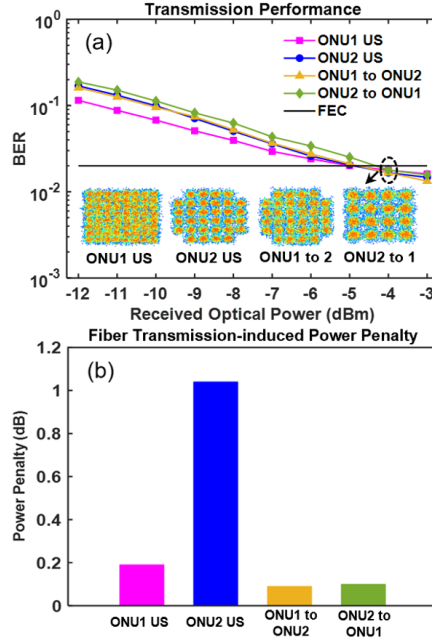 Transmission Performance
(a)
ONU1 US
ONU2 US
ONU1 to ONU2
ONU2 to ONU1
FEC
BER
10^0
10^-1
10^-2
10^-3
ONU1 US ONU2 US ONU1 to 2 ONU2 to 1
-12 -11 -10 -9 -8 -7 -6 -5 -4 -3
Received Optical Power (dBm)
Fiber Transmission-induced Power Penalty
(b)
Power Penalty (dB)
1.2
1
0.8
0.6
0.4
0.2
0
ONU1 US ONU2 US ONU1 to ONU2 to
ONU2 ONU1